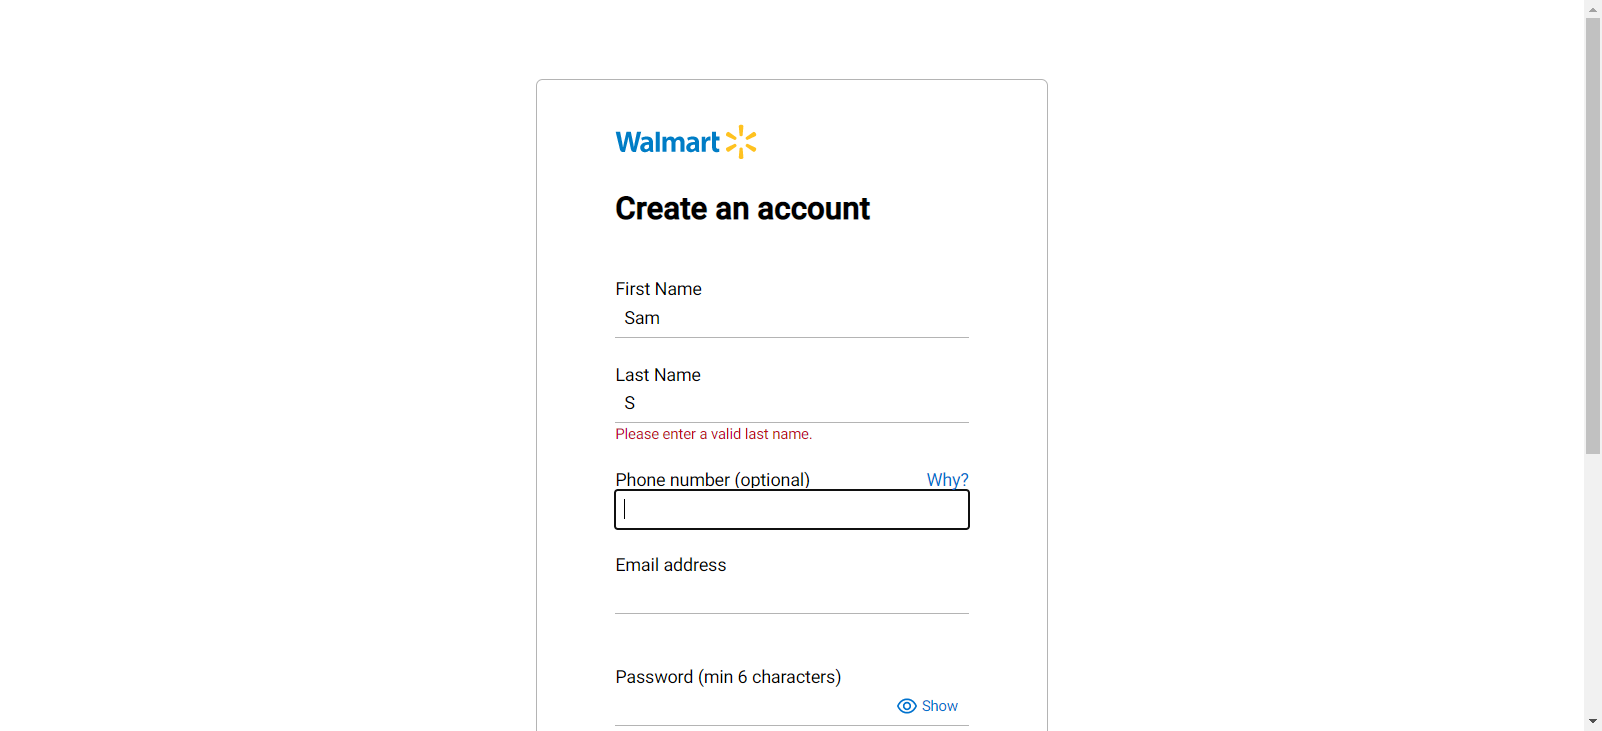 Walmart
Create an account
First Name
Sam
Last Name
S
Please enter a valid last name.
Phone number (optional) Why?
Email address
Password (min 6 characters)
Show